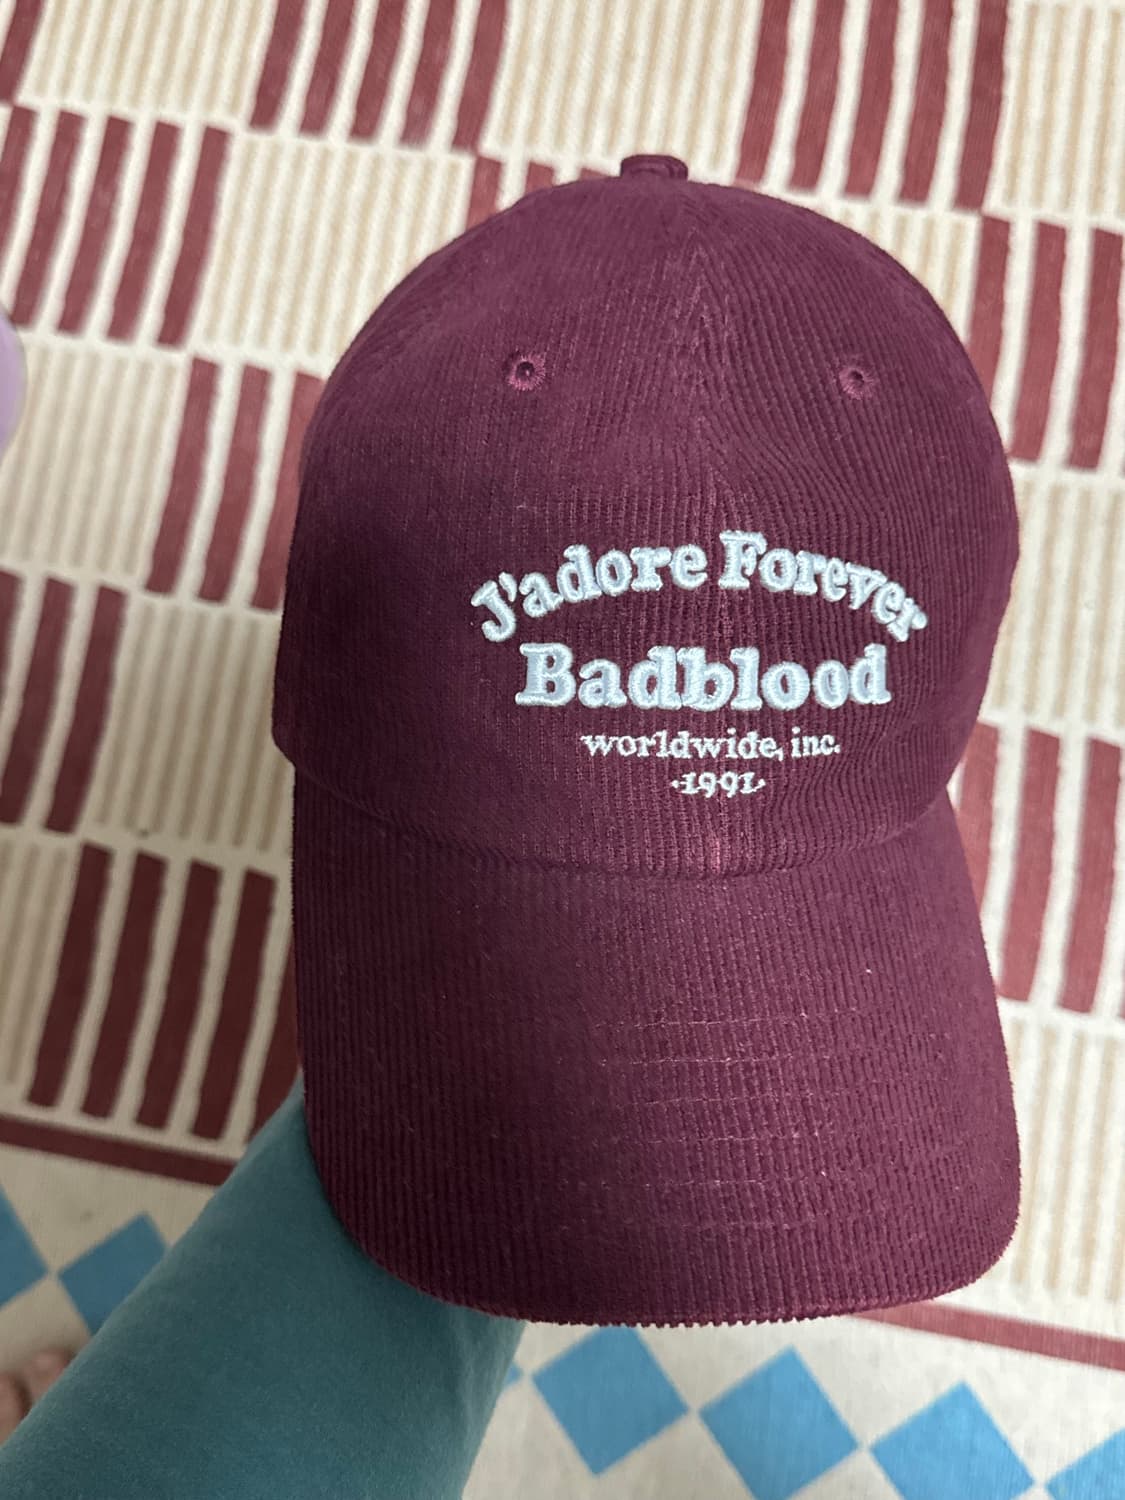 J'adore Forever
Badblood
worldwide, inc.
·1991·